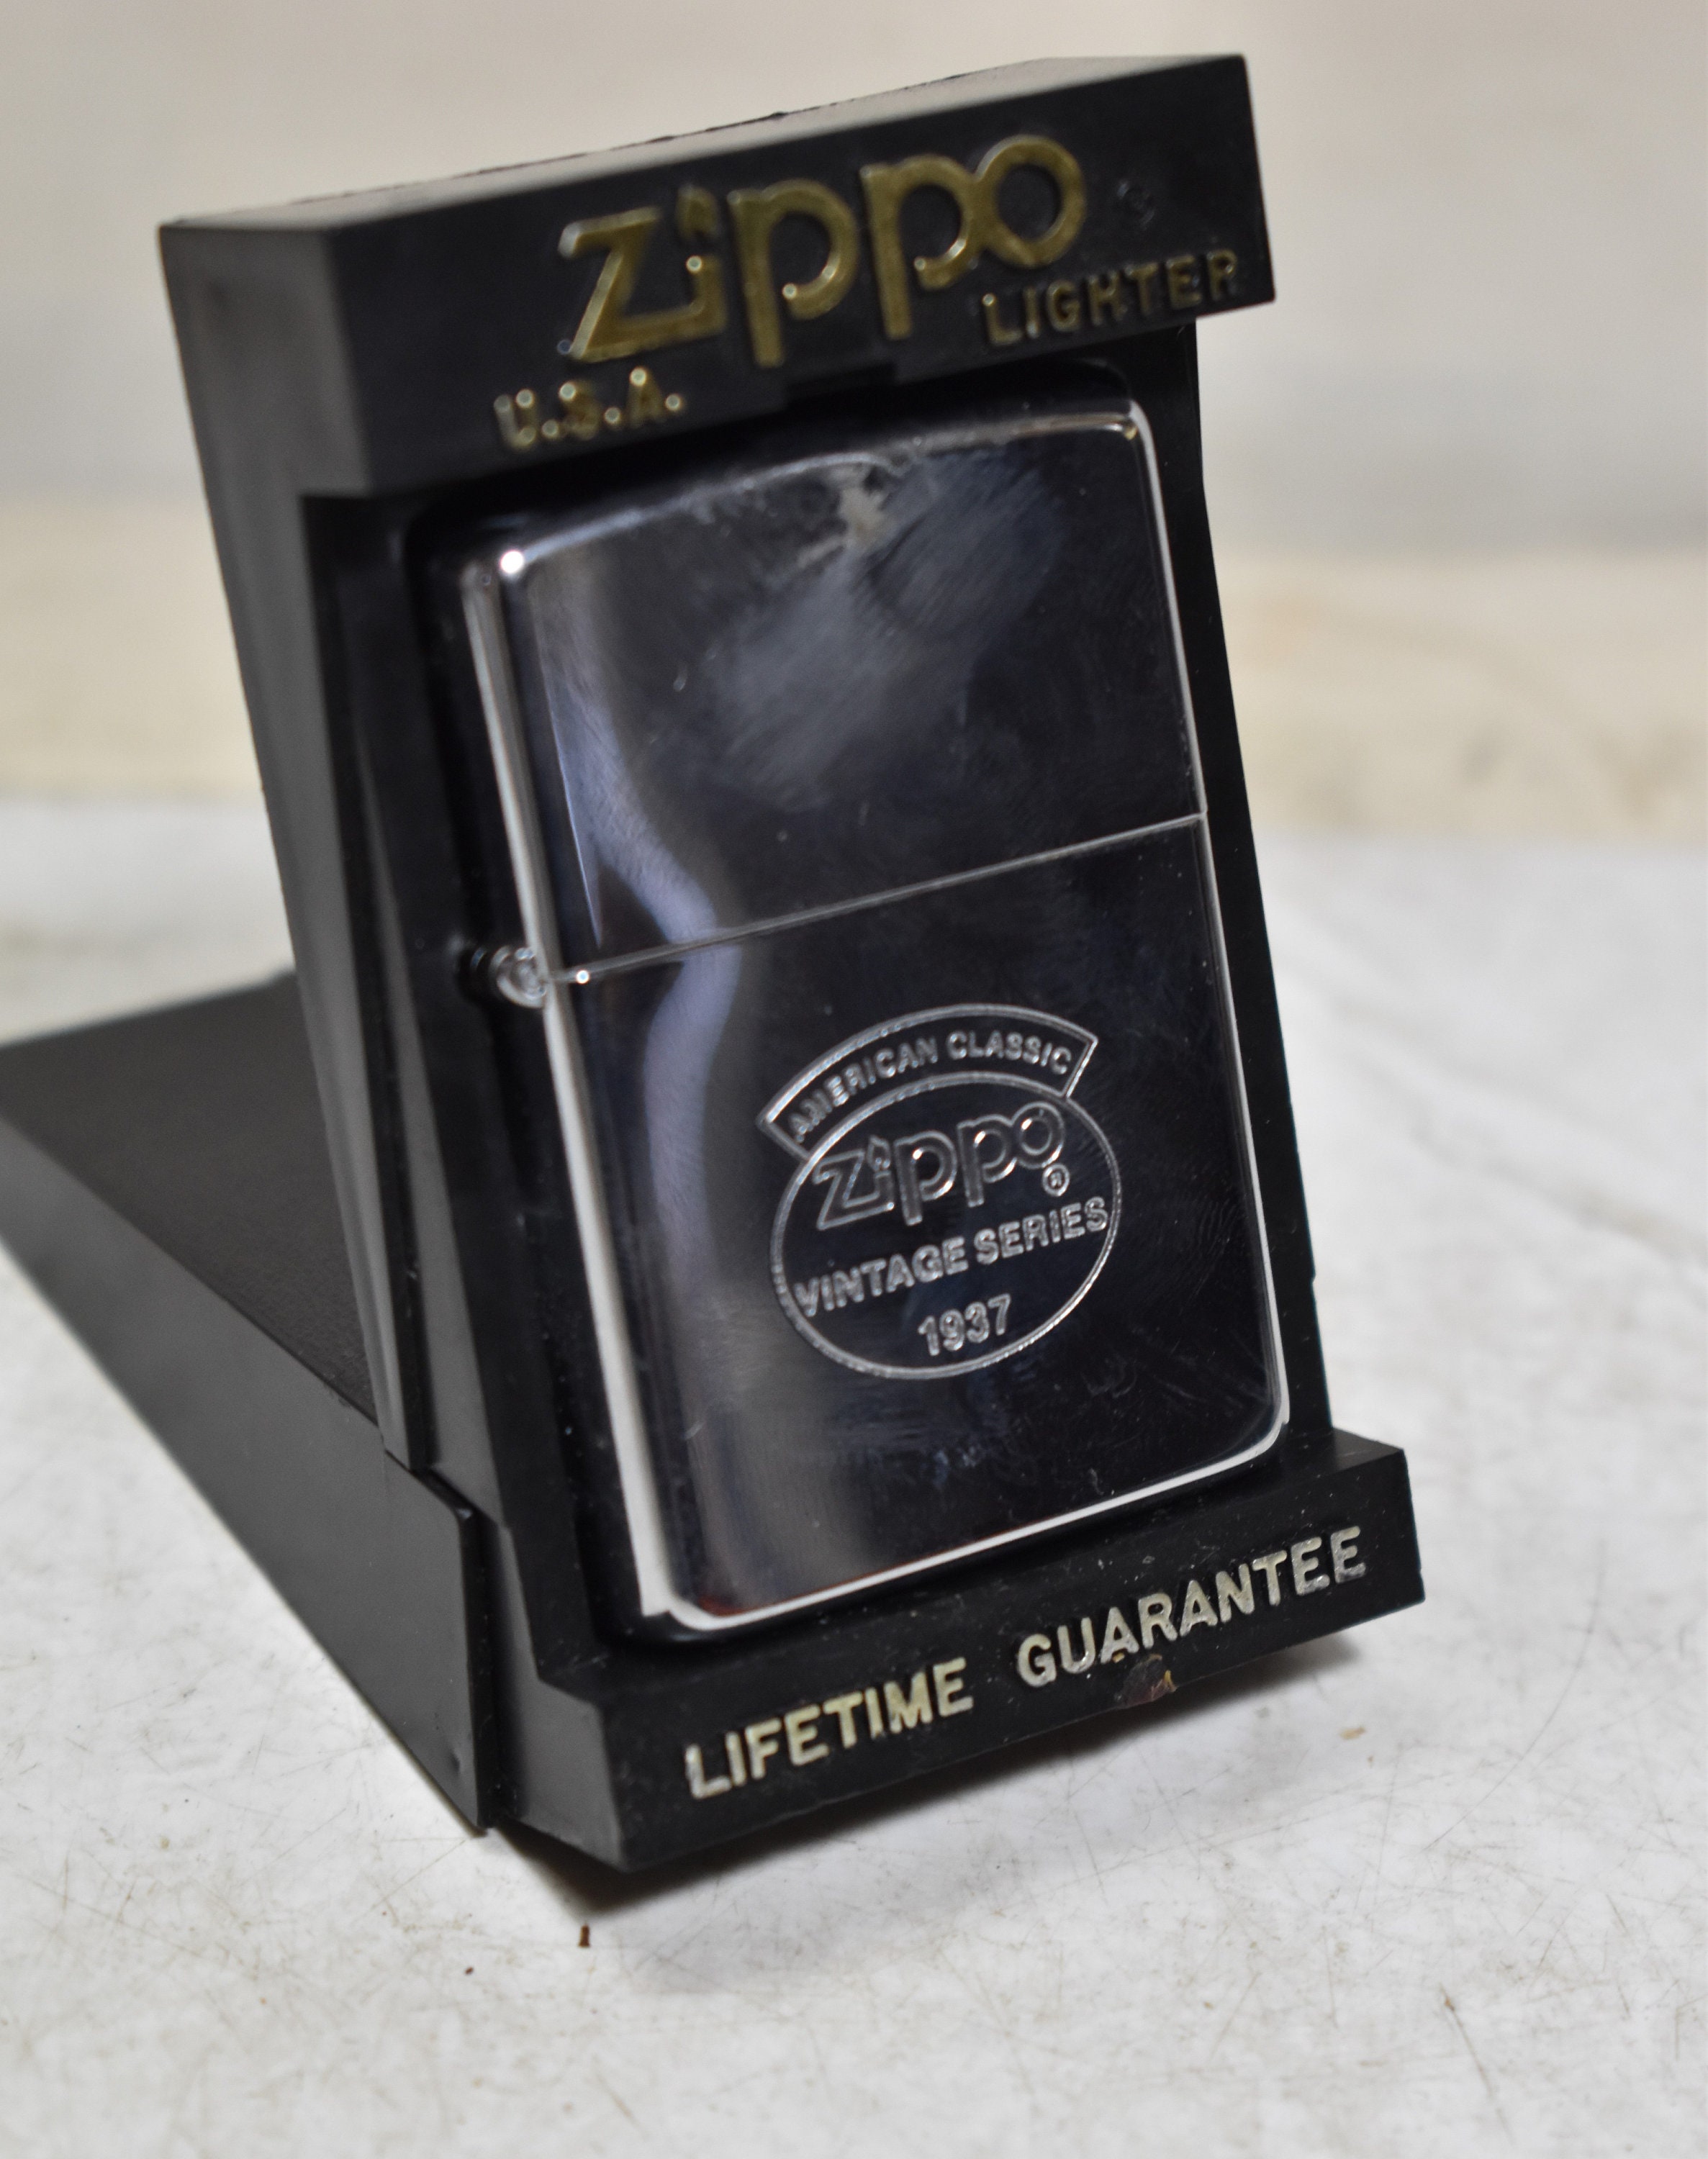 Zippo
LIGHTER
U.S.A.
AMERICAN CLASSIC
Zippo®
VINTAGE SERIES
1937
LIFETIME GUARANTEE